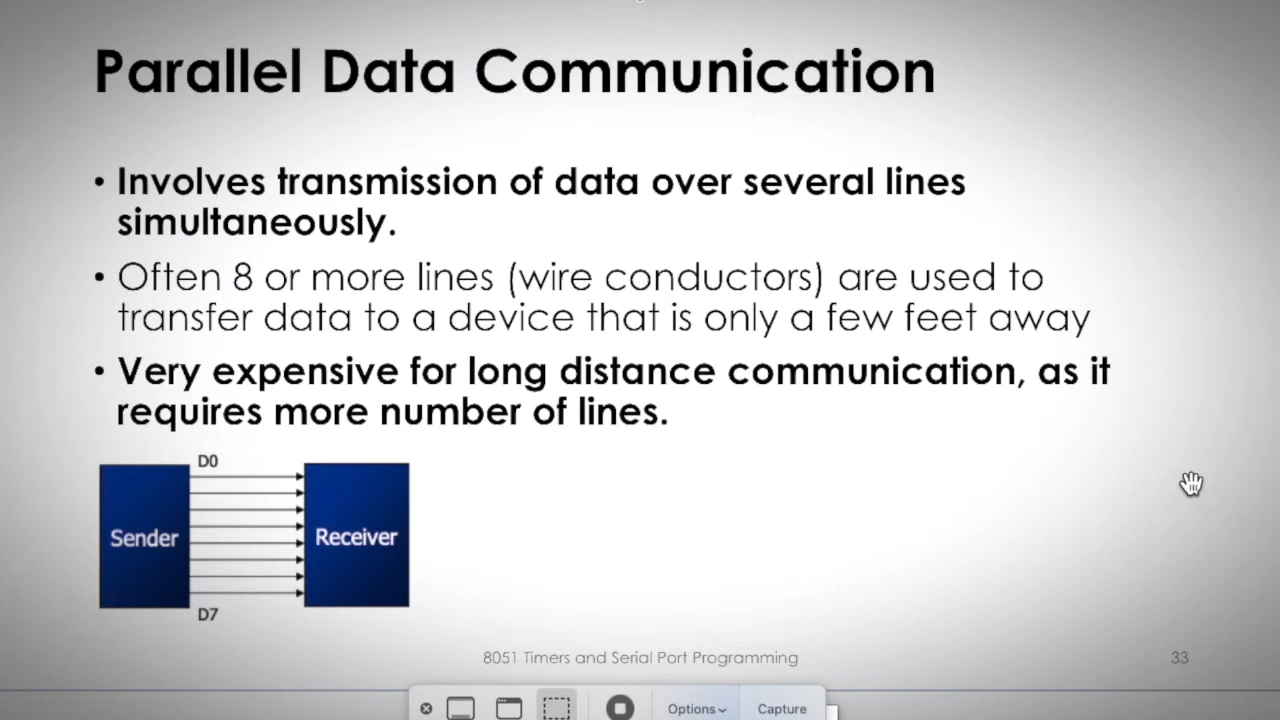 Parallel Data Communication
• Involves transmission of data over several lines
simultaneously.
• Often 8 or more lines (wire conductors) are used to
transfer data to a device that is only a few feet away
• Very expensive for long distance communication, as it
requires more number of lines.
D0
Sender
Receiver
D7
8051 Timers and Serial Port Programming
33
Options
Capture